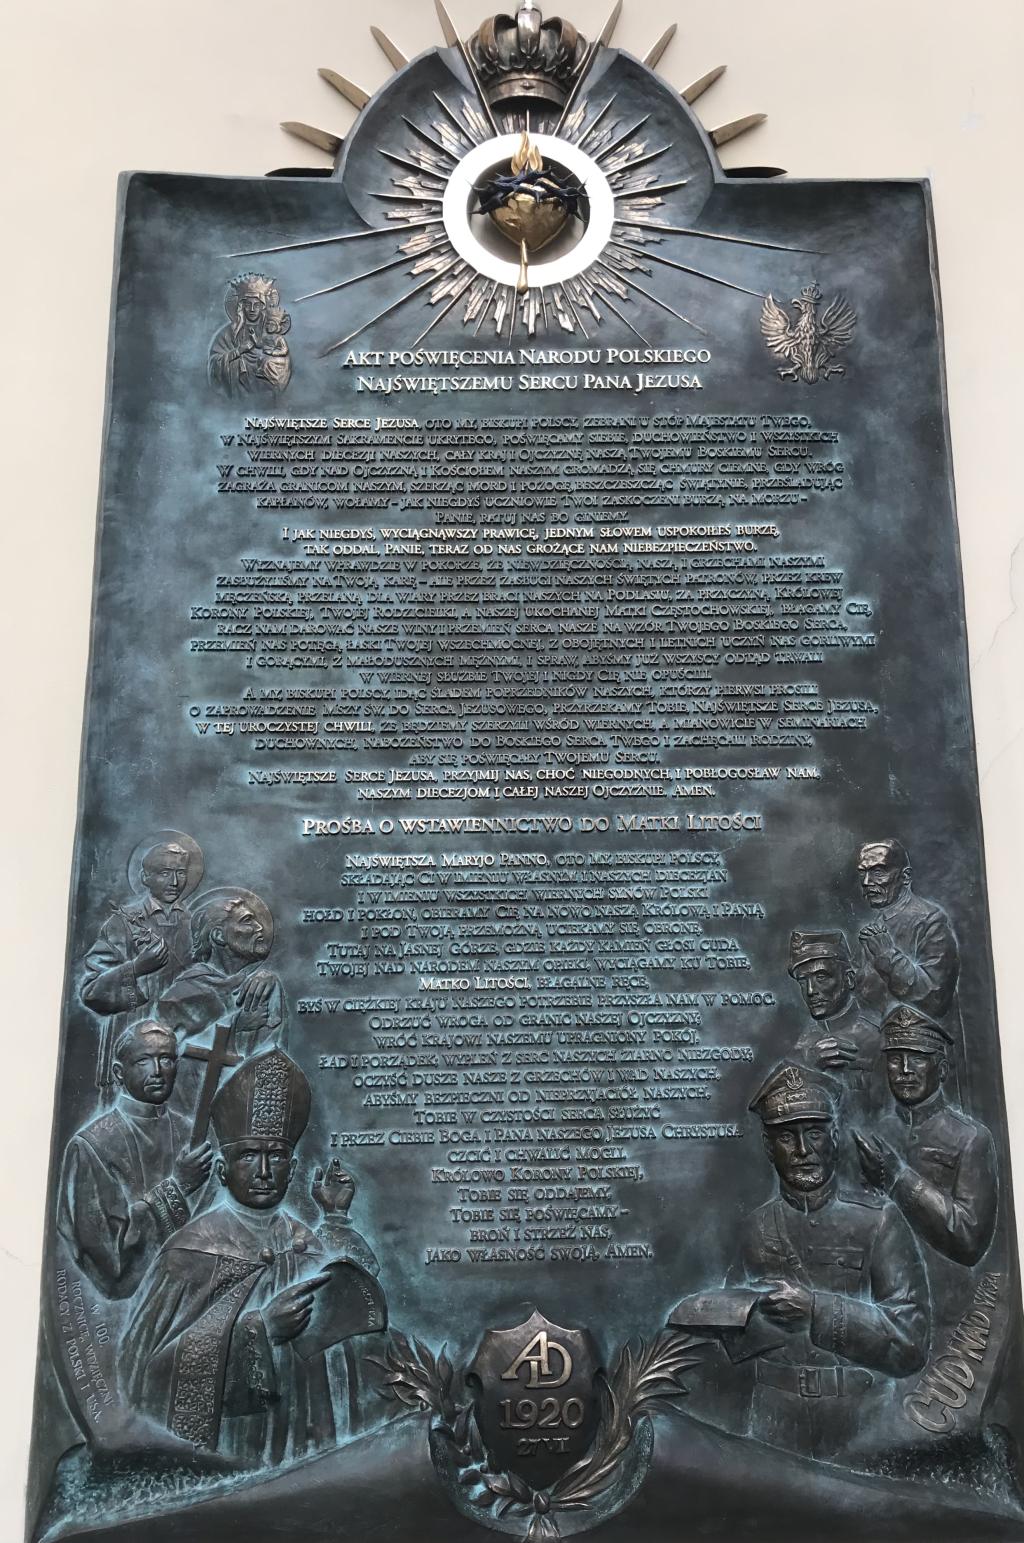 AKT POŚWIĘCENIA NARODU POLSKIEGO
NAJŚWIĘTSZEMU SERCU PANA JEZUSA
NAJŚWIĘTSZE SERCE JEZUSA, OTO MY, BISKUPI POLSCY, ZEBRANI U STÓP MAJESTATU TWEGO,
W NAJŚWIĘTSZYM SAKRAMENCIE UKRYTEGO, POŚWIĘCAMY SIEBIE, DUCHOWIEŃSTWO I WSZYSTKICH
WIERNYCH DIECEZJI NASZYCH, CAŁY KRAJ I OJCZYZNĘ NASZĄ TWOJEMU BOSKIEMU SERCU.
W CHWILI, GDY NAD OJCZYZNĄ I KOŚCIOŁEM NASZYM GROMADZĄ SIĘ CHMURY CIEMNE, GDY WRÓG
ZAGRAŻA GRANICOM NASZYM, SZERZĄC MORD I POŻOGĘ, BEZCZESZCZĄC ŚWIĄTYNIE, PRZEŚLADUJĄC
KAPŁANÓW, WOŁAMY – JAK NIEGDYŚ UCZNIOWIE TWOI ZASKOCZENI BURZĄ NA MORZU –
PANIE, RATUJ NAS BO GINIEMY.
I JAK NIEGDYŚ, WYCIĄGNĄWSZY PRAWICĘ, JEDNYM SŁOWEM USPOKOIŁEŚ BURZĘ,
TAK ODDAL, PANIE, TERAZ OD NAS GROŻĄCE NAM NIEBEZPIECZEŃSTWO.
WYZNAJEMY WPRAWDZIE W POKORZE, ŻE NIEWDZIĘCZNOŚCIĄ NASZĄ I GRZECHAMI NASZYMI
ZASŁUŻYLIŚMY NA TWOJĄ KARĘ – ALE PRZEZ ZASŁUGI NASZYCH ŚWIĘTYCH PATRONÓW, PRZEZ KREW
MĘCZEŃSKĄ, PRZELANĄ DLA WIARY PRZEZ BRACI NASZYCH NA PODLASIU, ZA PRZYCZYNĄ KRÓLOWEJ
KORONY POLSKIEJ, TWOJEJ RODZICIELKI, A NASZEJ UKOCHANEJ MATKI CZĘSTOCHOWSKIEJ, BŁAGAMY CIĘ,
RACZ NAM DAROWAĆ NASZE WINY I PRZEMIEŃ SERCA NASZE NA WZÓR TWOJEGO BOSKIEGO SERCA,
PRZEMIEŃ NAS POTĘGĄ ŁASKI TWOJEJ WSZECHMOCNEJ, Z OBOJĘTNYCH I LETNICH UCZYŃ NAS GORLIWYMI
I GORĄCYMI, Z MAŁODUSZNYCH MĘŻNYMI, I SPRAW, ABYŚMY JUŻ WSZYSCY ODTĄD TRWALI
W WIERNEJ SŁUŻBIE TWOJEJ I NIGDY CIĘ NIE OPUŚCILI.
A MY, BISKUPI POLSCY, IDĄC ŚLADEM POPRZEDNIKÓW NASZYCH, KTÓRZY PIERWSI PROSILI
O ZAPROWADZENIE MSZY ŚW. DO SERCA JEZUSOWEGO, PRZYRZEKAMY TOBIE, NAJŚWIĘTSZE SERCE JEZUSA,
W TEJ UROCZYSTEJ CHWILI, ŻE BĘDZIEMY SZERZYLI WŚRÓD WIERNYCH, A MIANOWICIE W SEMINARIACH
DUCHOWNYCH, NABOŻEŃSTWO DO BOSKIEGO SERCA TWEGO I ZACHĘCALI RODZINY,
ABY SIĘ POŚWIĘCAŁY TWOJEMU SERCU.
NAJŚWIĘTSZE SERCE JEZUSA, PRZYJMIJ NAS, CHOĆ NIEGODNYCH, I POBŁOGOSŁAW NAM,
NASZYM DIECEZJOM I CAŁEJ NASZEJ OJCZYŹNIE. AMEN.
PROŚBA O WSTAWIENNICTWO DO MATKI LITOŚCI
NAJŚWIĘTSZA MARYJO PANNO, OTO MY, BISKUPI POLSCY,
SKŁADAJĄC CI W IMIENIU WŁASNYM I NASZYCH DIECEZJAN
I W IMIENIU WSZYSTKICH WIERNYCH SYNÓW POLSKI
HOŁD I POKŁON, OBIERAMY CIĘ NA NOWO NASZĄ KRÓLOWĄ I PANIĄ
I POD TWOJĄ PRZEMOŻNĄ UCIEKAMY SIĘ OBRONĘ.
TUTAJ NA JASNEJ GÓRZE, GDZIE KAŻDY KAMIEŃ GŁOSI CUDA
TWOJEJ NAD NARODEM NASZYM OPIEKI, WYCIĄGAMY KU TOBIE,
MATKO LITOŚCI, BŁAGALNE RĘCE,
BYŚ W CIĘŻKIEJ KRAJU NASZEGO POTRZEBIE PRZYSZŁA NAM W POMOC.
ODRZUĆ WROGA OD GRANIC NASZEJ OJCZYZNY,
WRÓĆ KRAJOWI NASZEMU UPRAGNIONY POKÓJ,
ŁAD I PORZĄDEK, WYPLEŃ Z SERC NASZYCH ZIARNO NIEZGODY,
OCZYŚĆ DUSZE NASZE Z GRZECHÓW I WAD NASZYCH,
ABYŚMY BEZPIECZNI OD NIEPRZYJACIÓŁ NASZYCH,
TOBIE W CZYSTOŚCI SERCA SŁUŻYĆ
I PRZEZ CIEBIE BOGA I PANA NASZEGO JEZUSA CHRYSTUSA
CZCIĆ I CHWALIĆ MOGLI.
KRÓLOWO KORONY POLSKIEJ,
TOBIE SIĘ ODDAJEMY,
TOBIE SIĘ POŚWIĘCAMY –
BROŃ I STRZEŻ NAS,
JAKO WŁASNOŚĆ SWOJĄ. AMEN.
W 100.
ROCZNICĘ WDZIĘCZNI
RODACY Z POLSKI I USA.
CUD NAD WISŁĄ
AD
1920
27 VI